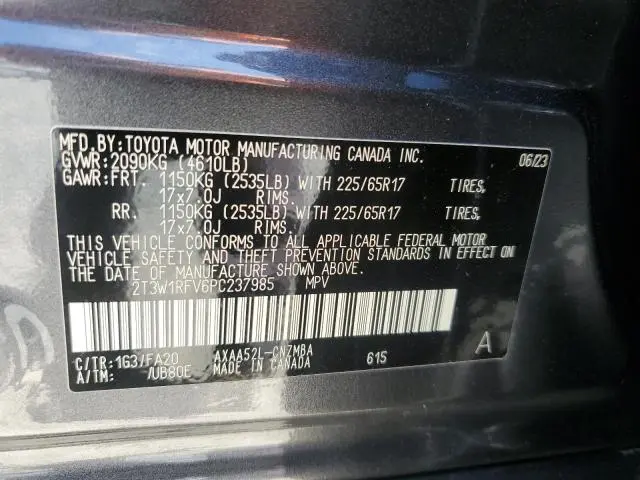 MFD.BY:TOYOTA MOTOR MANUFACTURING CANADA INC. 06/23
GVWR:2090KG (4610LB)
GAWR:FRT. 1150KG (2535LB) WITH 225/65R17 TIRES,
17x7.0J RIMS.
RR. 1150KG (2535LB) WITH 225/65R17 TIRES,
17x7.0J RIMS.
THIS VEHICLE CONFORMS TO ALL APPLICABLE FEDERAL MOTOR
VEHICLE SAFETY AND THEFT PREVENTION STANDARDS IN EFFECT ON
THE DATE OF MANUFACTURE SHOWN ABOVE.
2T3W1RFV6PC237985 MPV
C/TR:1G3/FA20 AXAA52L-CNZMBA 615 A
A/TM: /UB80E MADE IN CANADA